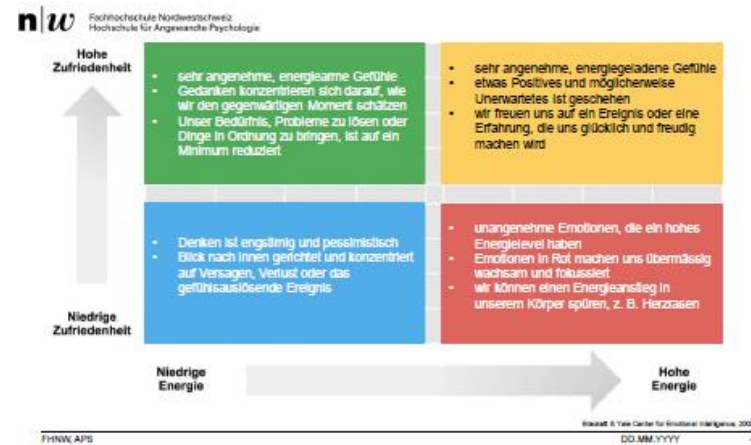 n|w Fachhochschule Nordwestschweiz
Hochschule für Angewandte Psychologie
Hohe
Zufriedenheit
• sehr angenehme, energiearme Gefühle
• Gedanken konzentrieren sich darauf, wie
wir den gegenwärtigen Moment schätzen
• Unser Bedürfnis, Probleme zu lösen oder
Dinge in Ordnung zu bringen, ist auf ein
Minimum reduziert
• sehr angenehme, energiegeladene Gefühle
• etwas Positives und möglicherweise
Unerwartetes ist geschehen
• wir freuen uns auf ein Ereignis oder eine
Erfahrung, die uns glücklich und freudig
machen wird
• Denken ist engstirnig und pessimistisch
• Blick nach innen gerichtet und konzentriert
auf Versagen, Verlust oder das
gefühlsauslösende Ereignis
• unangenehme Emotionen, die ein hohes
Energielevel haben
• Emotionen in Rot machen uns übermässig
wachsam und fokussiert
• wir können einen Energieanstieg in
unserem Körper spüren, z. B. Herzrasen
Niedrige
Zufriedenheit
Niedrige
Energie
Hohe
Energie
Brackett & Yale Center for Emotional Intelligence,
FHNW, APS
DD.MM.YYYY